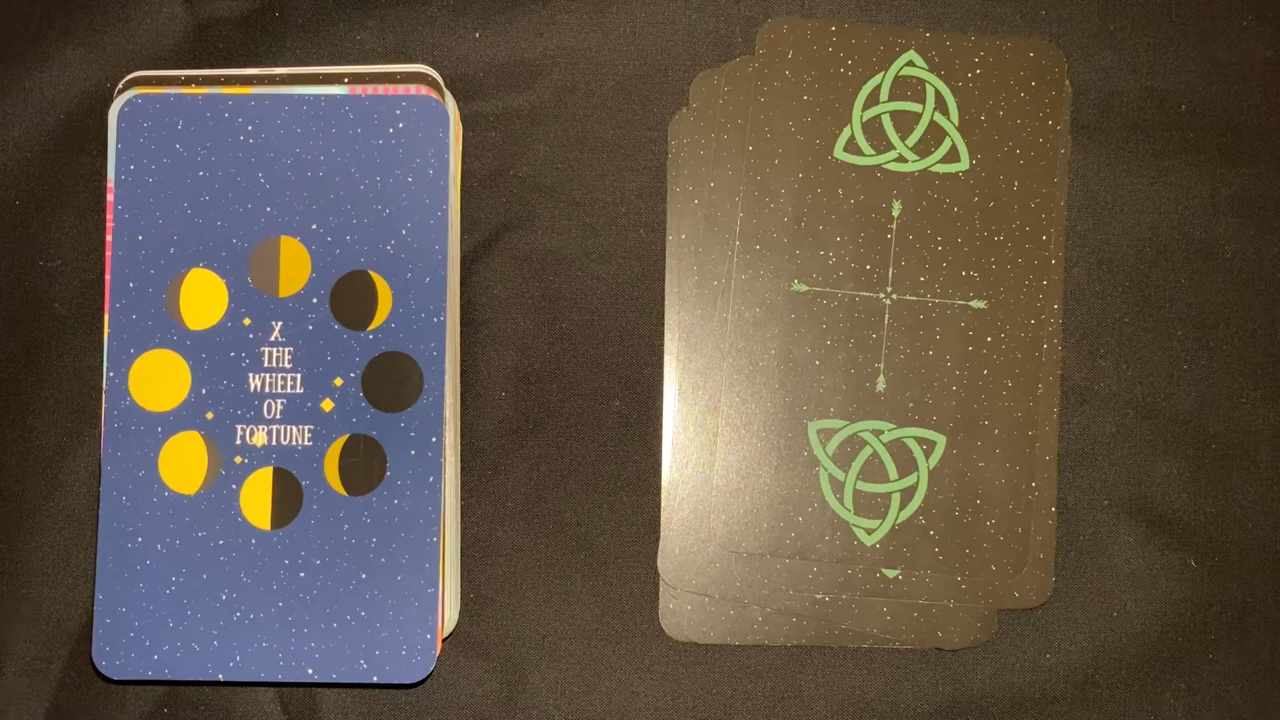 X.
THE
WHEEL
OF
FORTUNE